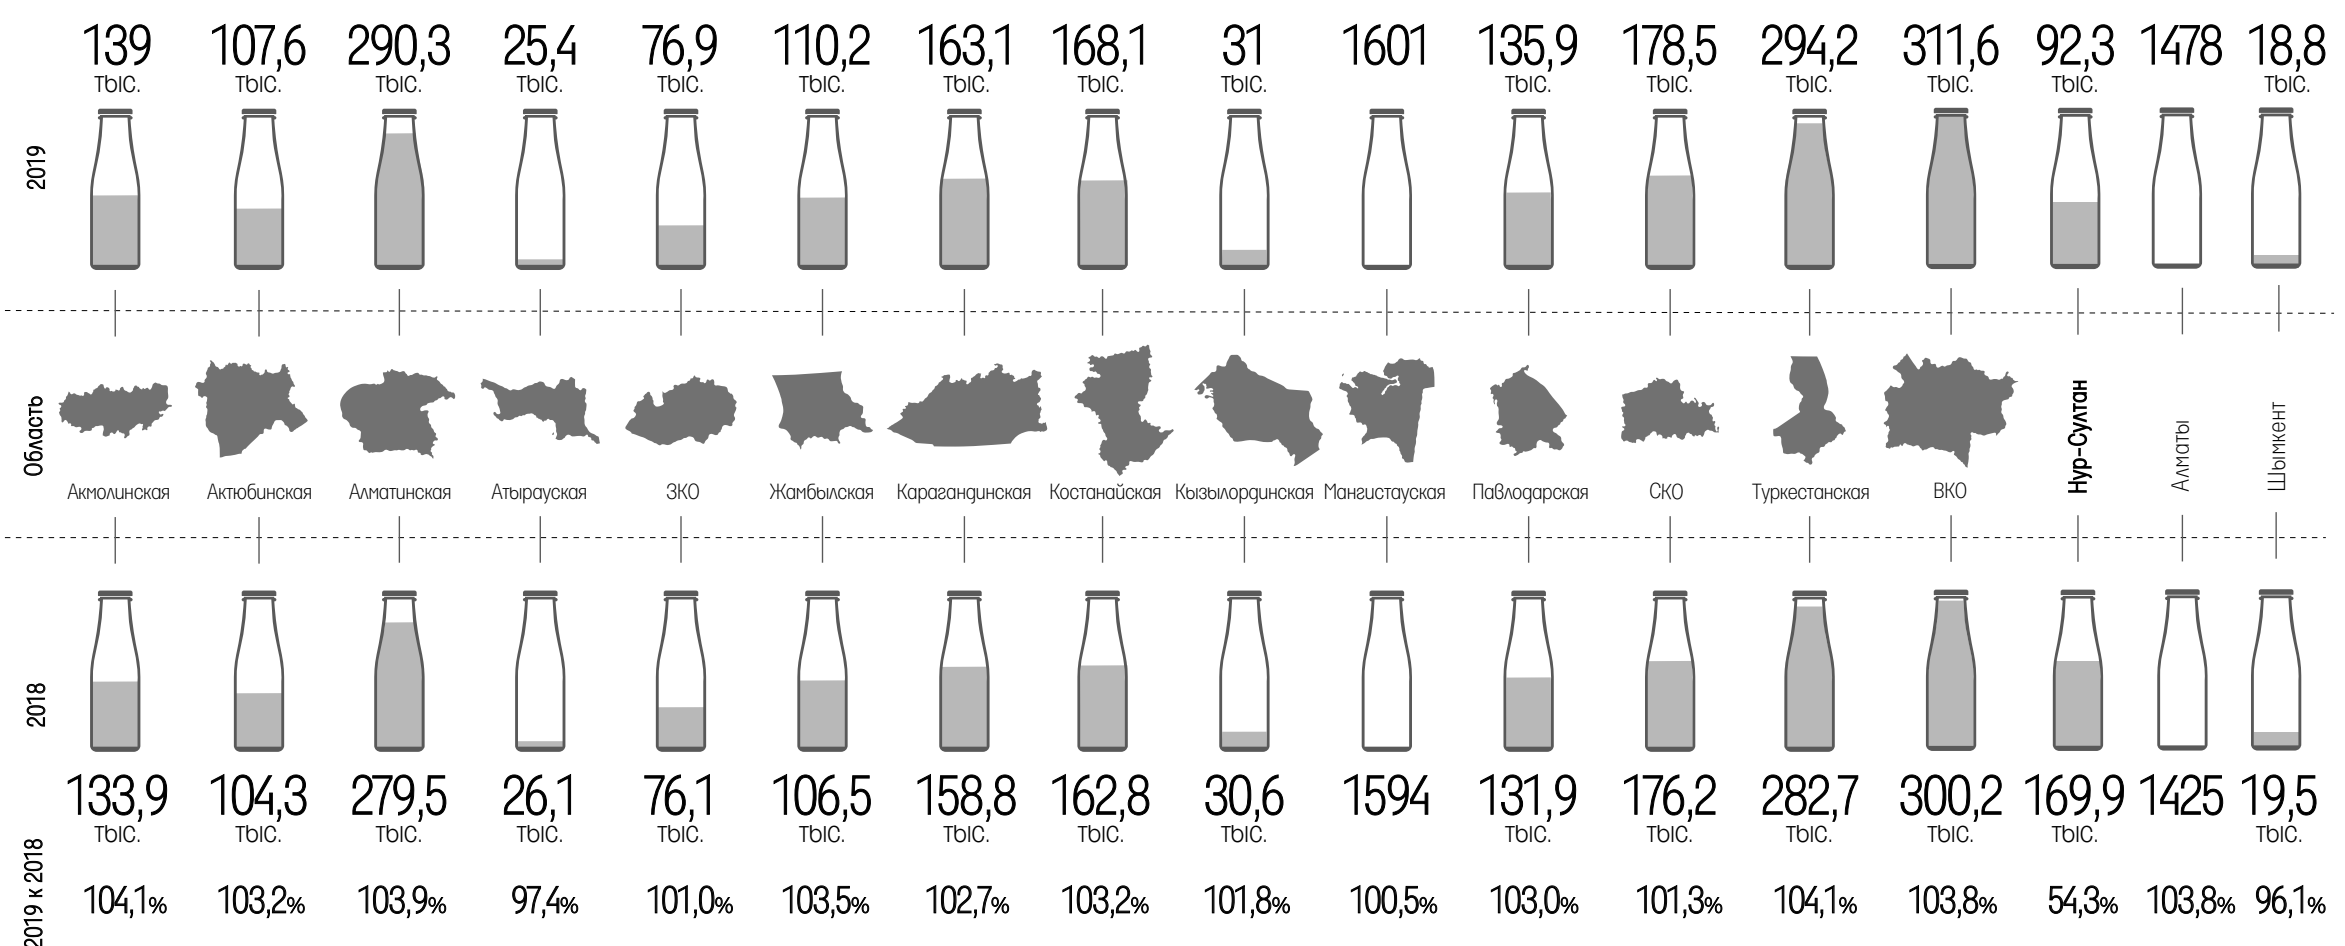 139 107,6 290,3 25,4 76,9 110,2 163,1 168,1 31 1601 135,9 178,5 294,2 311,6 92,3 1478 18,8
тыс. тыс. тыс. тыс. тыс. тыс. тыс. тыс. тыс. тыс. тыс. тыс. тыс. тыс. тыс.
2019
Область
Акмолинская Актюбинская Алматинская Атырауская ЗКО Жамбылская Карагандинская Костанайская Кызылординская Мангистауская Павлодарская СКО Туркестанская ВКО Нур-Султан Алматы Шымкент
2018
133,9 104,3 279,5 26,1 76,1 106,5 158,8 162,8 30,6 1594 131,9 176,2 282,7 300,2 169,9 1425 19,5
тыс. тыс. тыс. тыс. тыс. тыс. тыс. тыс. тыс. тыс. тыс. тыс. тыс. тыс. тыс.
2019 к 2018
104,1% 103,2% 103,9% 97,4% 101,0% 103,5% 102,7% 103,2% 101,8% 100,5% 103,0% 101,3% 104,1% 103,8% 54,3% 103,8% 96,1%